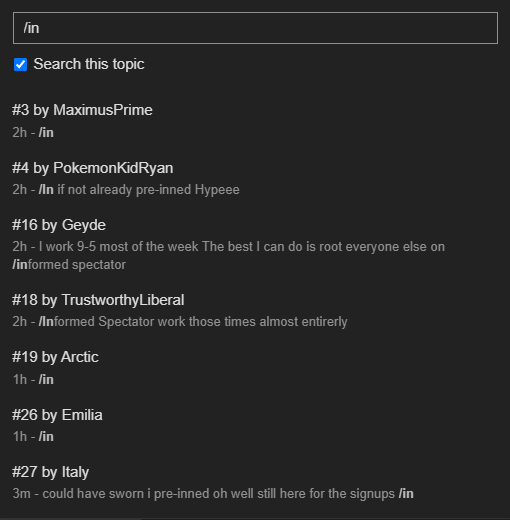 /in
Search this topic
#3 by MaximusPrime
2h - /in
#4 by PokemonKidRyan
2h - /In if not already pre-inned Hypeee
#16 by Geyde
2h - I work 9-5 most of the week The best I can do is root everyone else on
/informed spectator
#18 by TrustworthyLiberal
2h - /Informed Spectator work those times almost entirerly
#19 by Arctic
1h - /in
#26 by Emilia
1h - /in
#27 by Italy
3m - could have sworn i pre-inned oh well still here for the signups /in